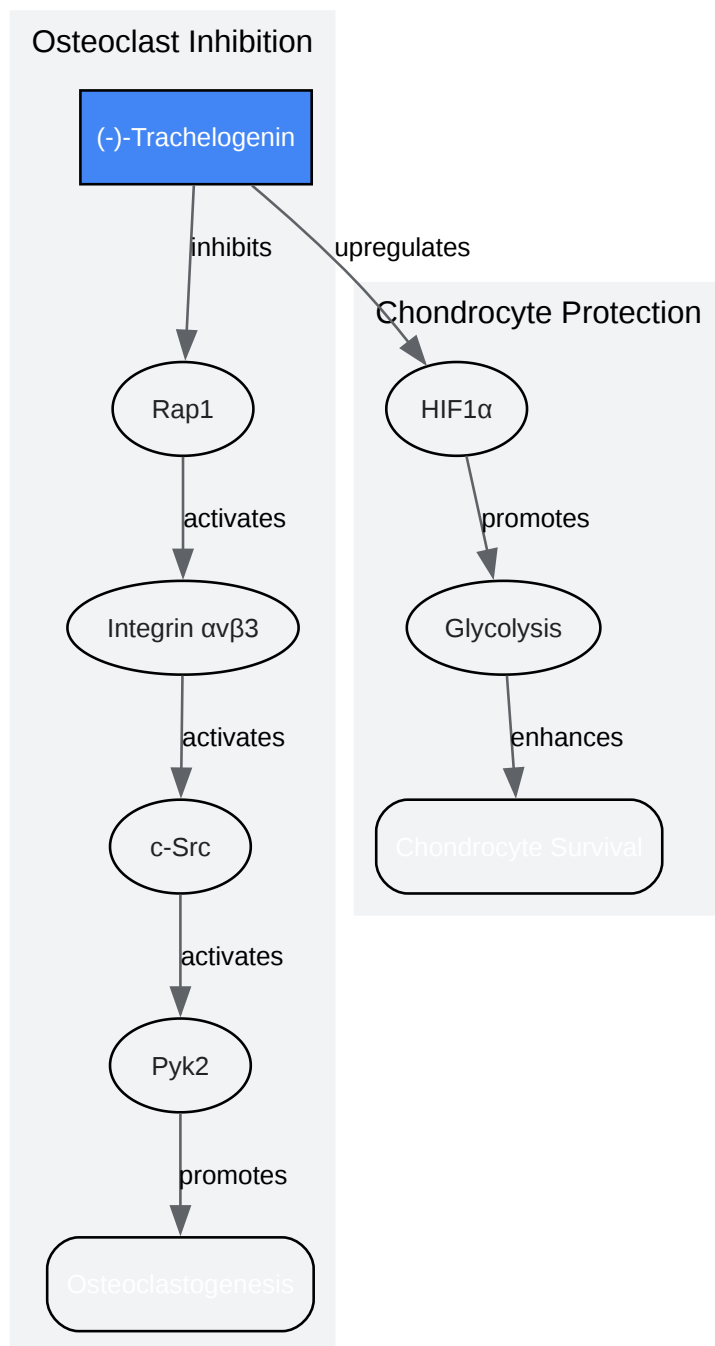 Osteoclast Inhibition
(-)-Trachelogenin
inhibits
upregulates
Chondrocyte Protection
Rap1
HIF1α
activates
promotes
Integrin αvβ3
Glycolysis
activates
enhances
c-Src
Chondrocyte Survival
activates
Pyk2
promotes
Osteoclastogenesis